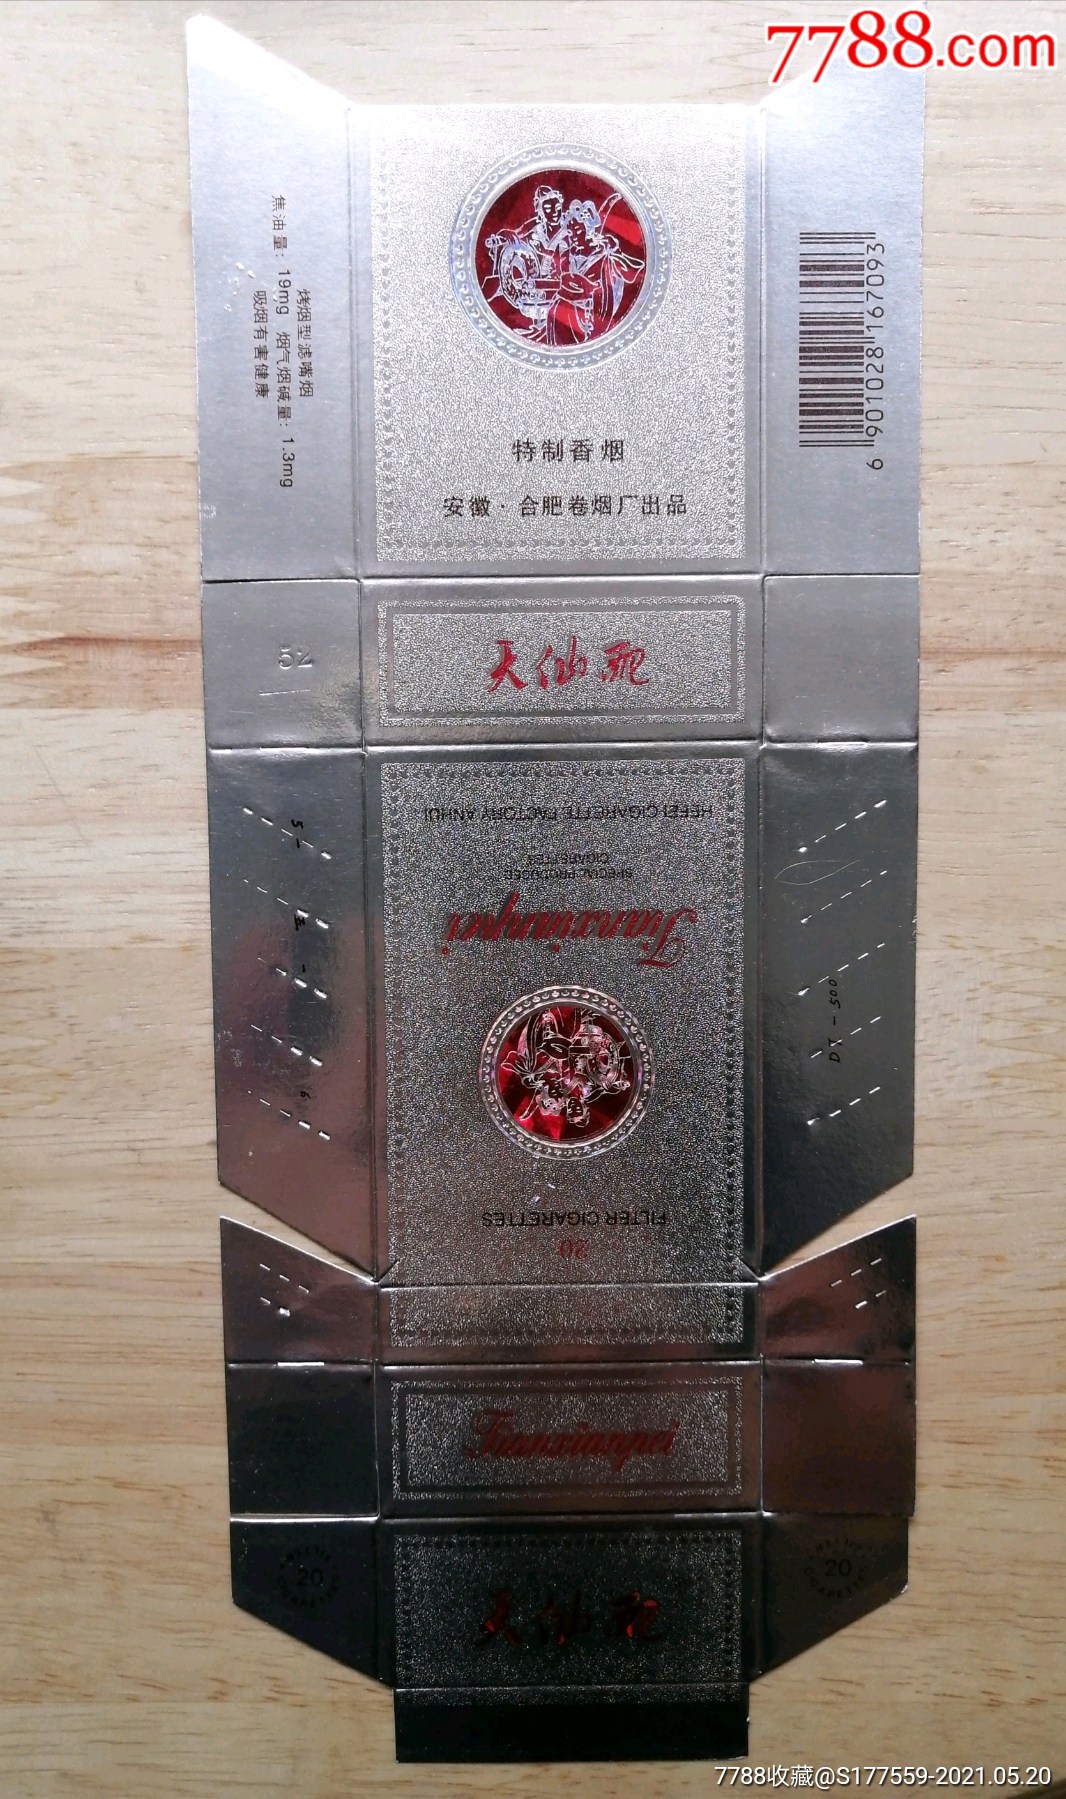 7788.com
烤烟型滤嘴烟
焦油量：19mg 烟气烟碱量：1.3mg
吸烟有害健康
特制香烟
安徽·合肥卷烟厂出品
6 901028 167093
天仙配
52
HEFEI CIGARETTE FACTORY ANHUI
SPECIAL PRODUCED
CIGARETTES
Tianxianpei
FILTER CIGARETTES
20
DX-500
Tianxianpei
20
天仙配
20
7788收藏@S177559-2021.05.20